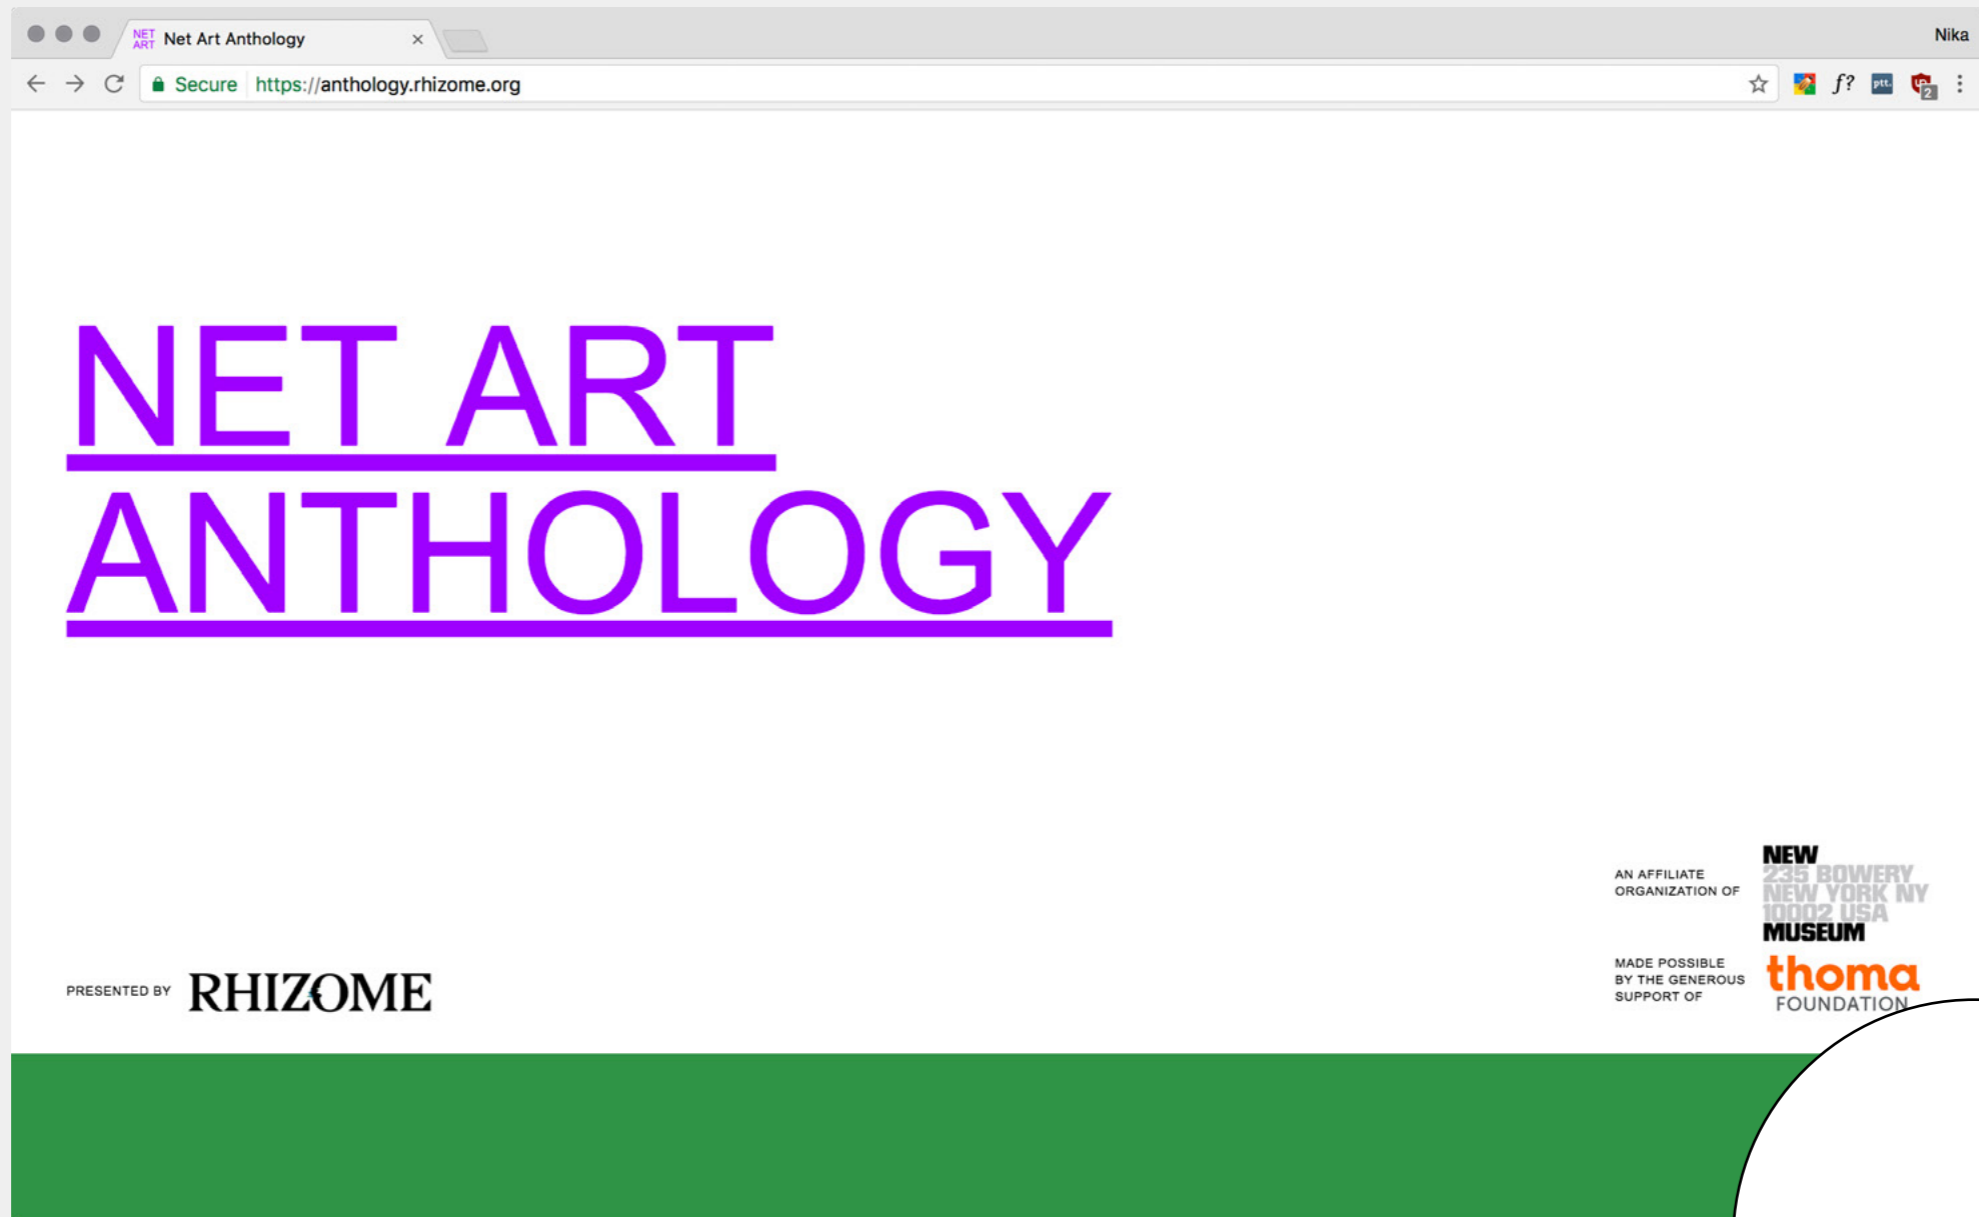 NET ART Net Art Anthology ×
Nika
Secure https://anthology.rhizome.org
f? ptt. 2
NET ART
ANTHOLOGY
AN AFFILIATE
ORGANIZATION OF
NEW
235 BOWERY
NEW YORK NY
10002 USA
MUSEUM
MADE POSSIBLE
BY THE GENEROUS
SUPPORT OF
thoma
FOUNDATION
PRESENTED BY RHIZOME